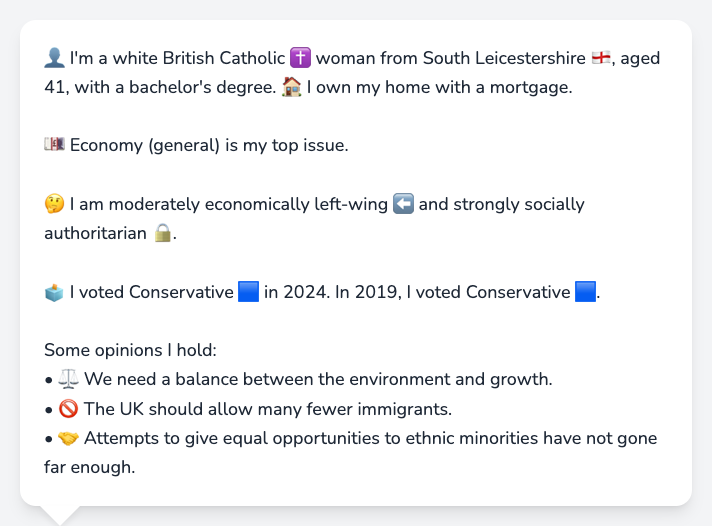 👤 I'm a white British Catholic ✝️ woman from South Leicestershire 🏴󠁧󠁢󠁥󠁮󠁧󠁿, aged
41, with a bachelor's degree. 🏠 I own my home with a mortgage.
💷 Economy (general) is my top issue.
🤔 I am moderately economically left-wing ⬅️ and strongly socially
authoritarian 🔒.
🗳️ I voted Conservative 🟦 in 2024. In 2019, I voted Conservative 🟦.
Some opinions I hold:
• ⚖️ We need a balance between the environment and growth.
• 🚫 The UK should allow many fewer immigrants.
• 🤝 Attempts to give equal opportunities to ethnic minorities have not gone
far enough.